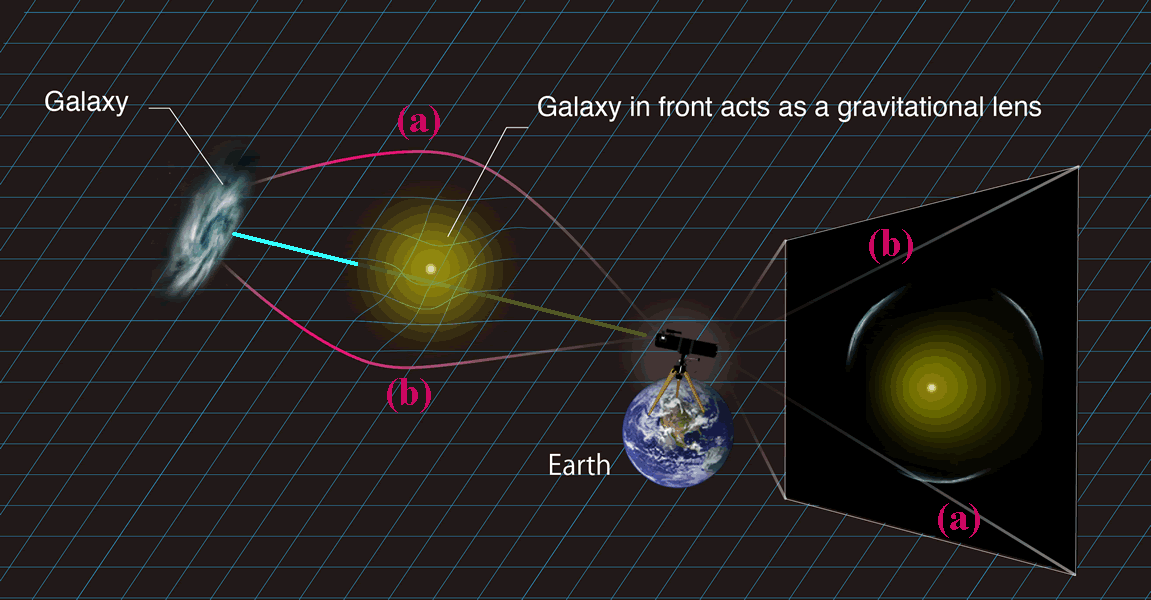 Galaxy
Galaxy in front acts as a gravitational lens
(a)
(b)
(b)
Earth
(a)